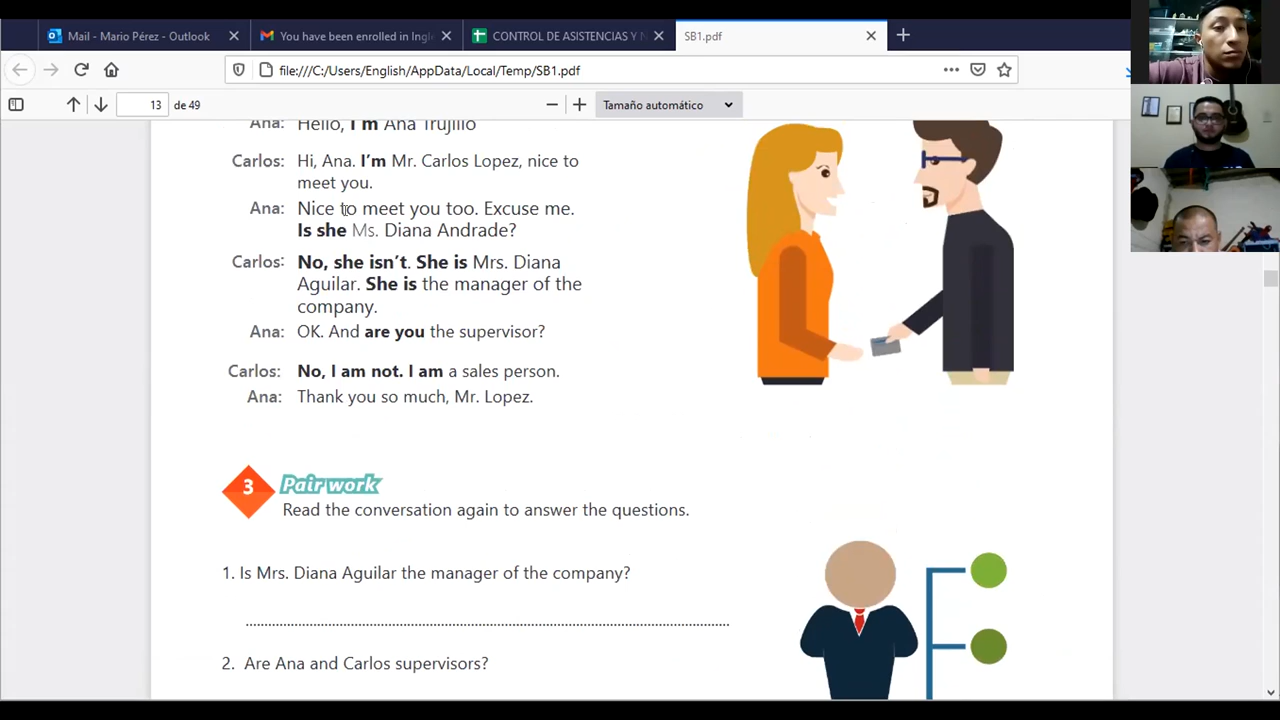 Mail - Mario Pérez - Outlook
You have been enrolled in Ingl
CONTROL DE ASISTENCIAS Y N
SB1.pdf
file:///C:/Users/English/AppData/Local/Temp/SB1.pdf
13 de 49
Tamaño automático
Ana: Hello, I'm Ana Trujillo
Carlos: Hi, Ana. I'm Mr. Carlos Lopez, nice to
meet you.
Ana: Nice to meet you too. Excuse me.
Is she Ms. Diana Andrade?
Carlos: No, she isn't. She is Mrs. Diana
Aguilar. She is the manager of the
company.
Ana: OK. And are you the supervisor?
Carlos: No, I am not. I am a sales person.
Ana: Thank you so much, Mr. Lopez.
3 Pair work
Read the conversation again to answer the questions.
1. Is Mrs. Diana Aguilar the manager of the company?
2. Are Ana and Carlos supervisors?